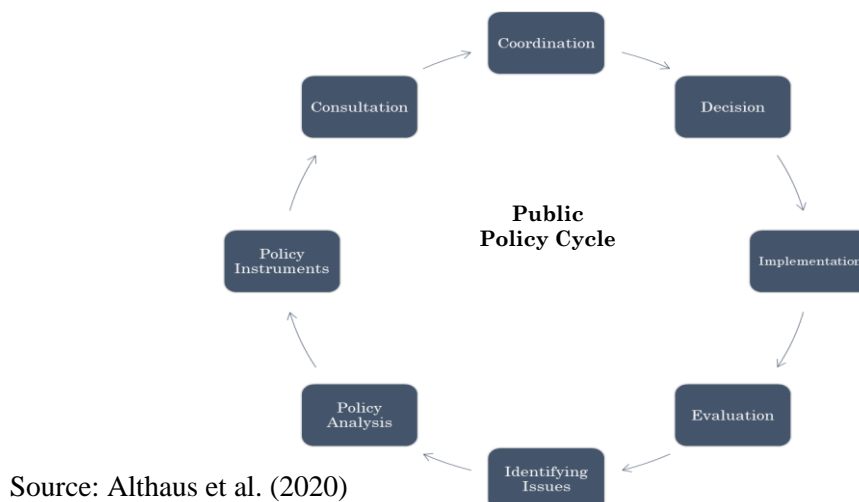 Coordination
Decision
Implementation
Evaluation
Identifying
Issues
Policy
Analysis
Policy
Instruments
Consultation
Public
Policy Cycle
Source: Althaus et al. (2020)